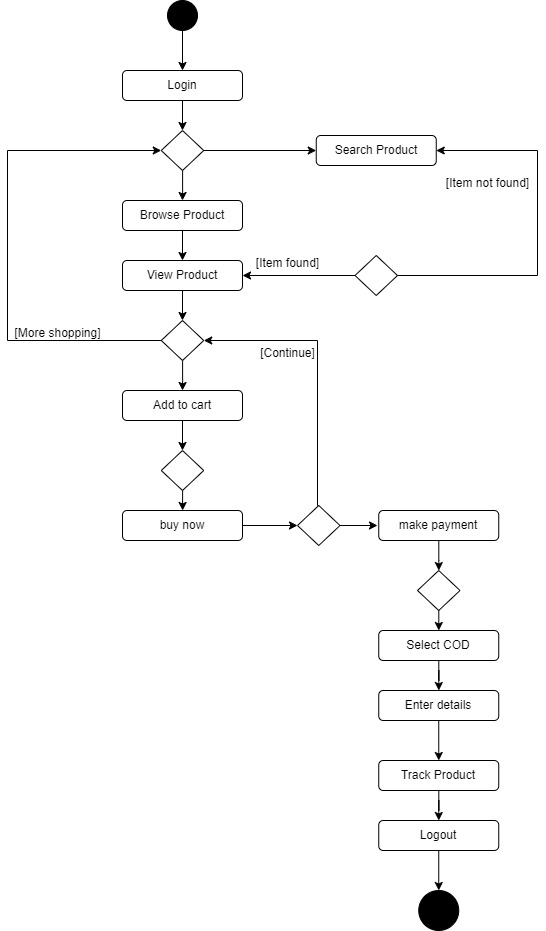 Login
Search Product
[Item not found]
Browse Product
[Item found]
View Product
[More shopping]
[Continue]
Add to cart
buy now
make payment
Select COD
Enter details
Track Product
Logout